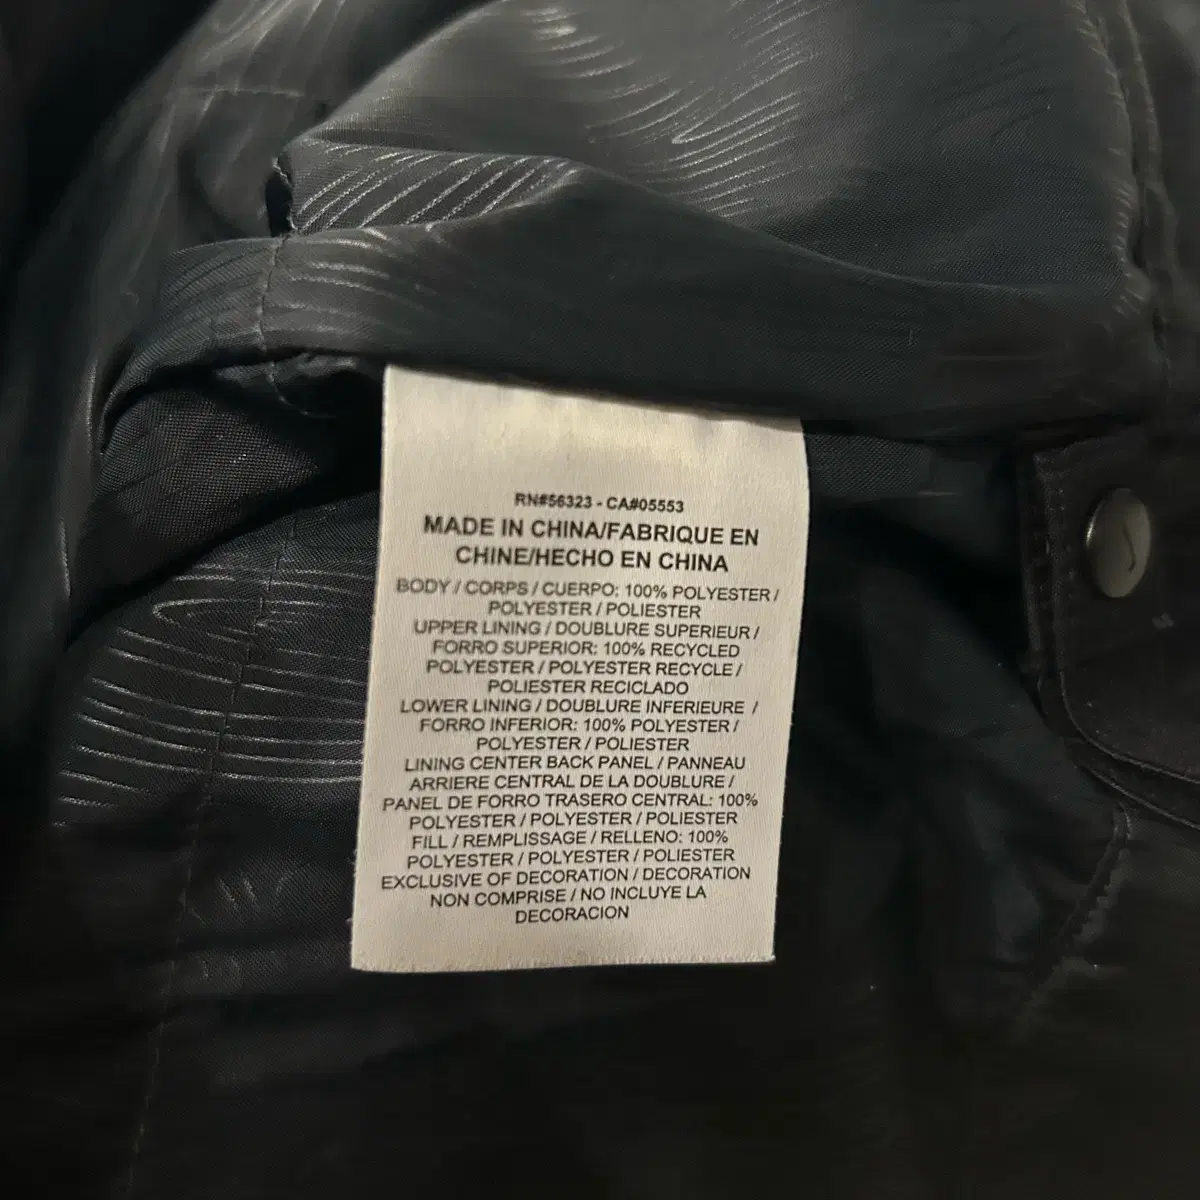 RN#56323 - CA#05553
MADE IN CHINA/FABRIQUE EN
CHINE/HECHO EN CHINA
BODY / CORPS / CUERPO: 100% POLYESTER /
POLYESTER / POLIESTER
UPPER LINING / DOUBLURE SUPERIEUR /
FORRO SUPERIOR: 100% RECYCLED
POLYESTER / POLYESTER RECYCLE /
POLIESTER RECICLADO
LOWER LINING / DOUBLURE INFERIEURE /
FORRO INFERIOR: 100% POLYESTER /
POLYESTER / POLIESTER
LINING CENTER BACK PANEL / PANNEAU
ARRIERE CENTRAL DE LA DOUBLURE /
PANEL DE FORRO TRASERO CENTRAL: 100%
POLYESTER / POLYESTER / POLIESTER
FILL / REMPLISSAGE / RELLENO: 100%
POLYESTER / POLYESTER / POLIESTER
EXCLUSIVE OF DECORATION / DECORATION
NON COMPRISE / NO INCLUYE LA
DECORACION